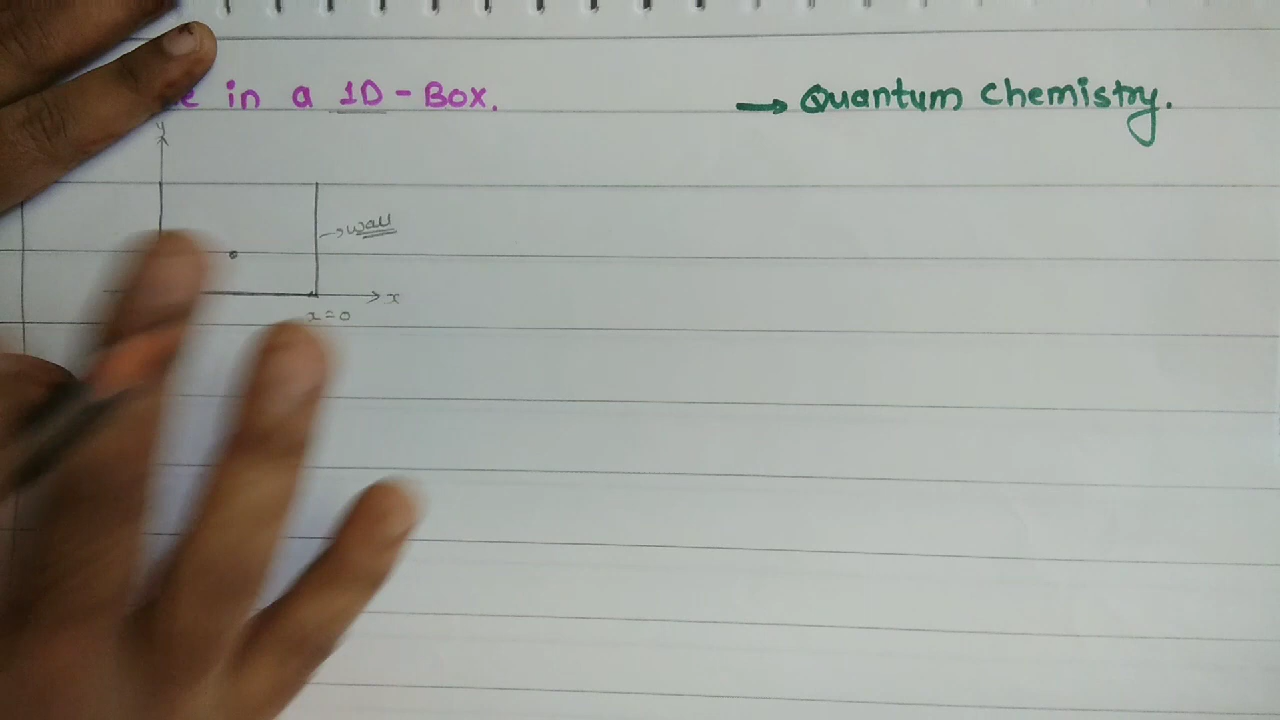 in a 1D - Box.
→ Quantum chemistry.
y
→ wall
x
x = 0